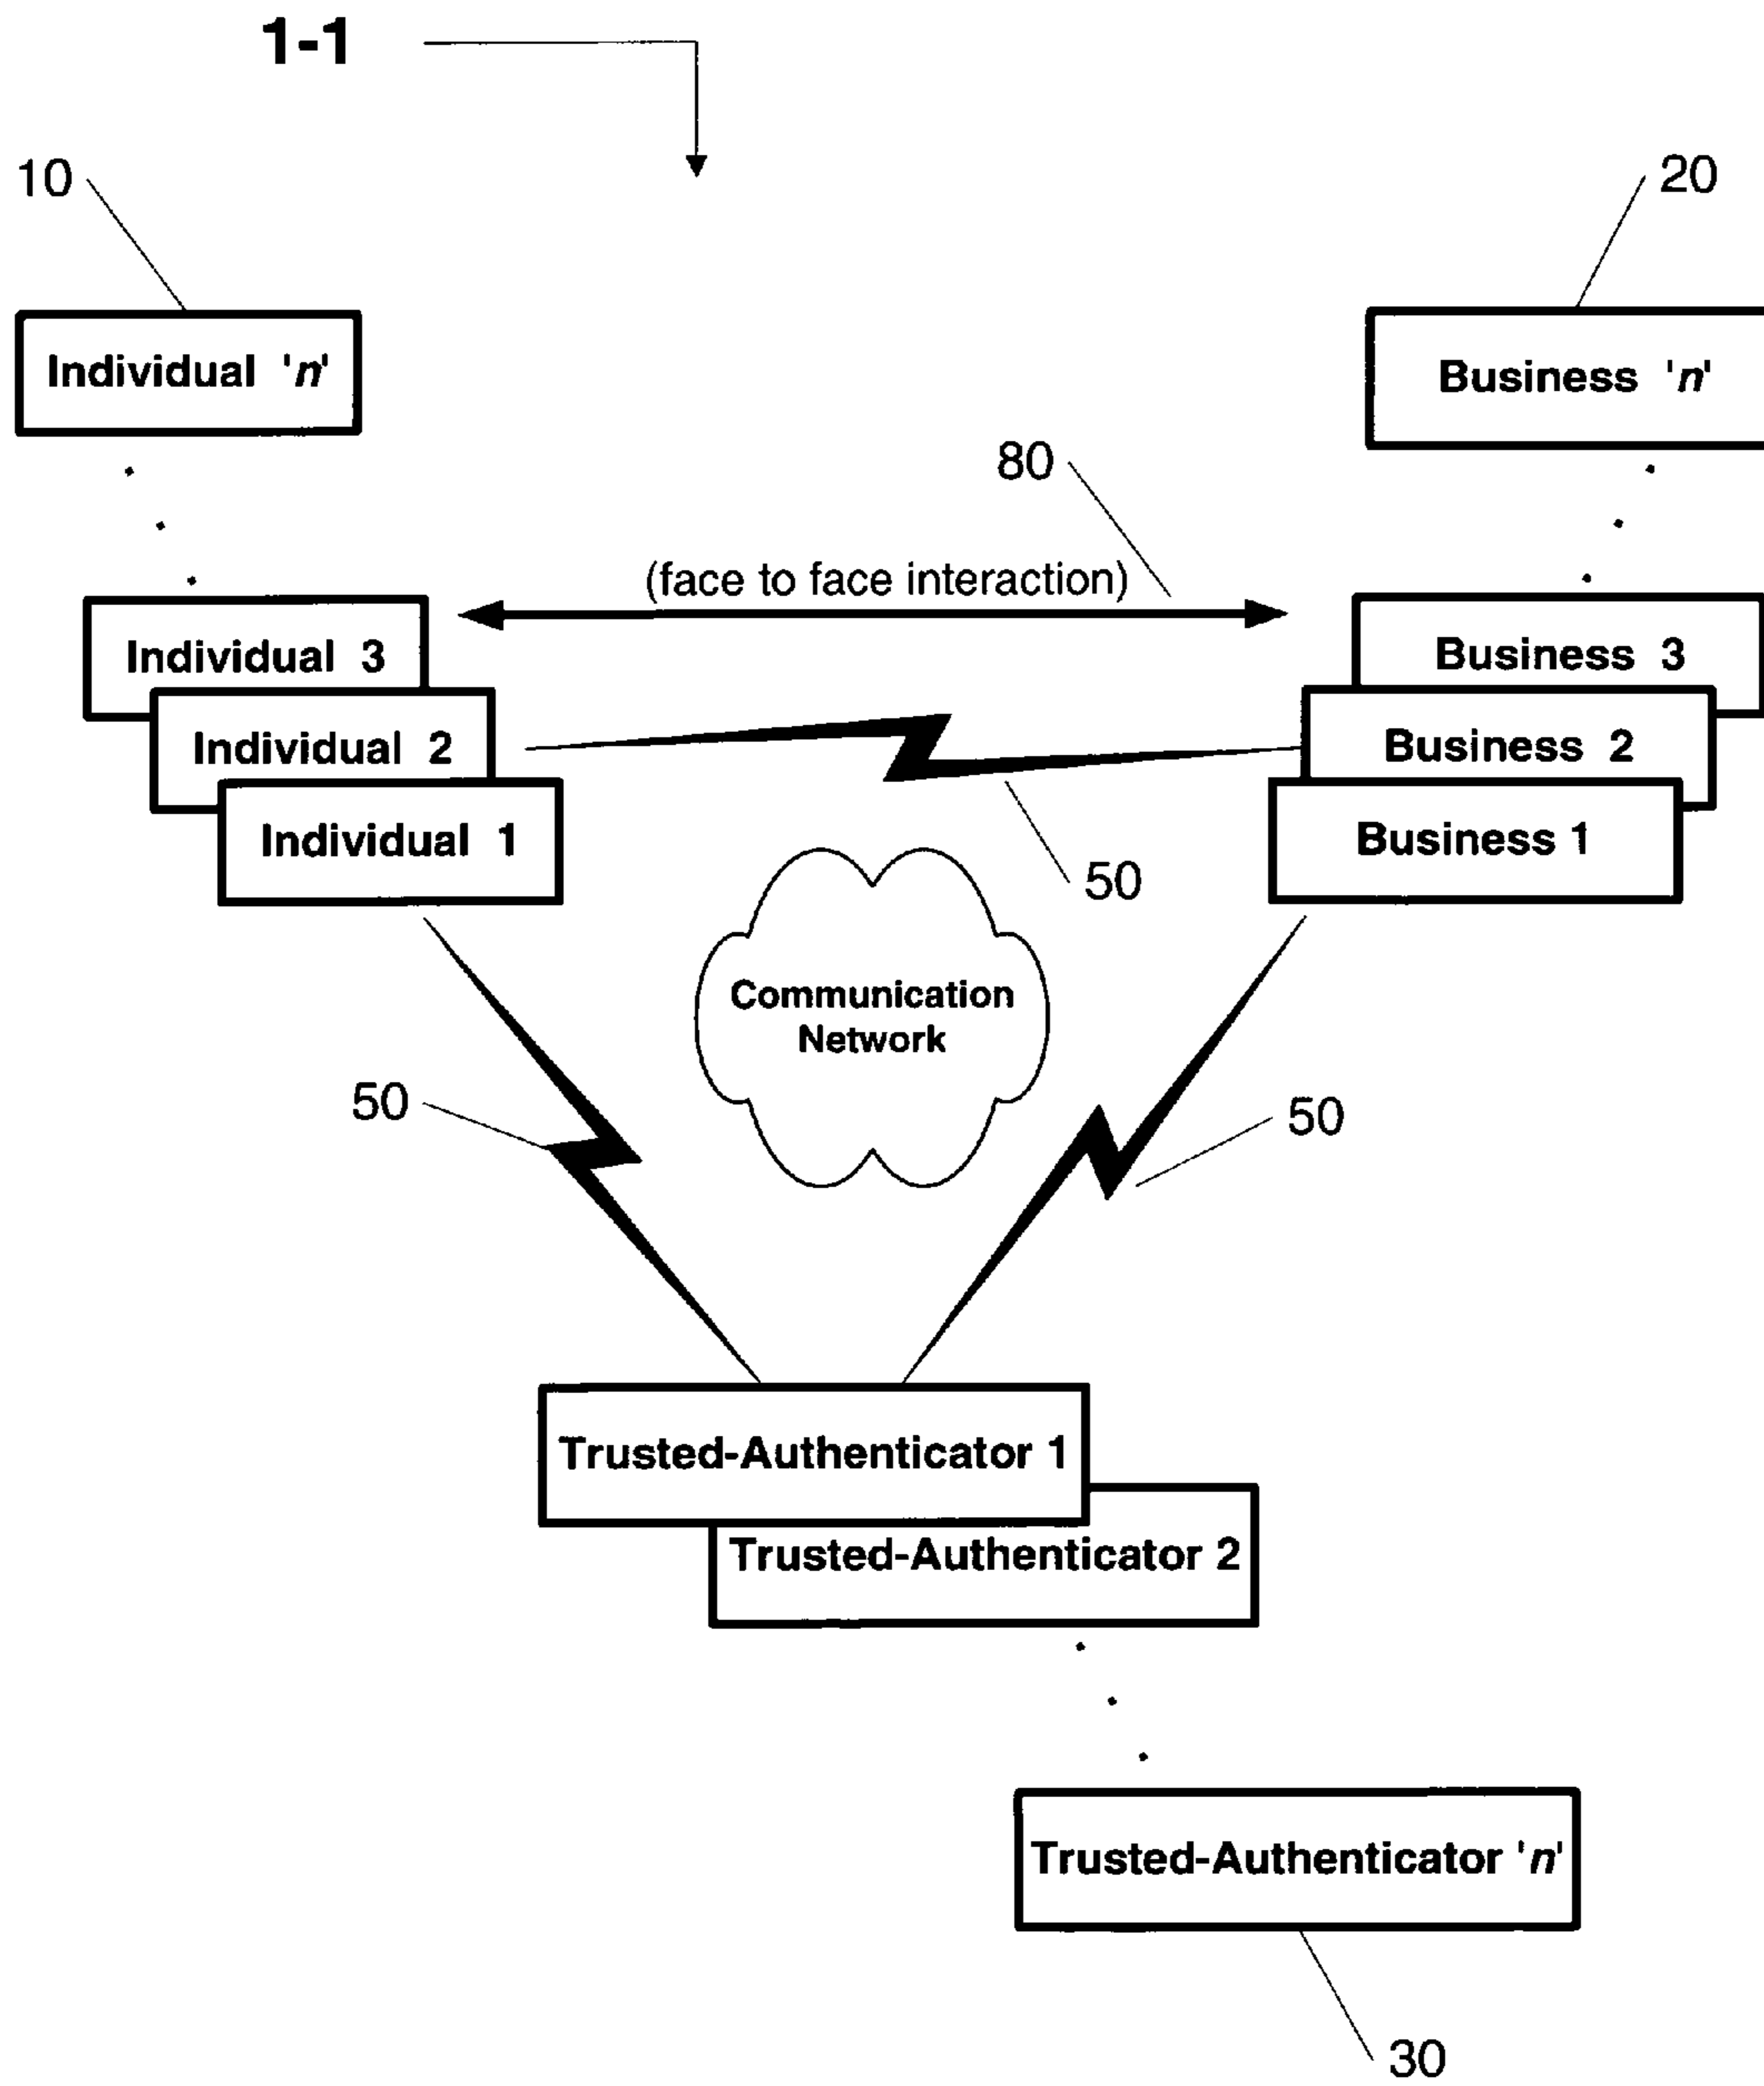 1-1
10
20
Individual 'n'
Business 'n'
80
(face to face interaction)
Individual 3
Business 3
Individual 2
Business 2
Individual 1
Business 1
50
Communication
Network
50
50
Trusted-Authenticator 1
Trusted-Authenticator 2
Trusted-Authenticator 'n'
30